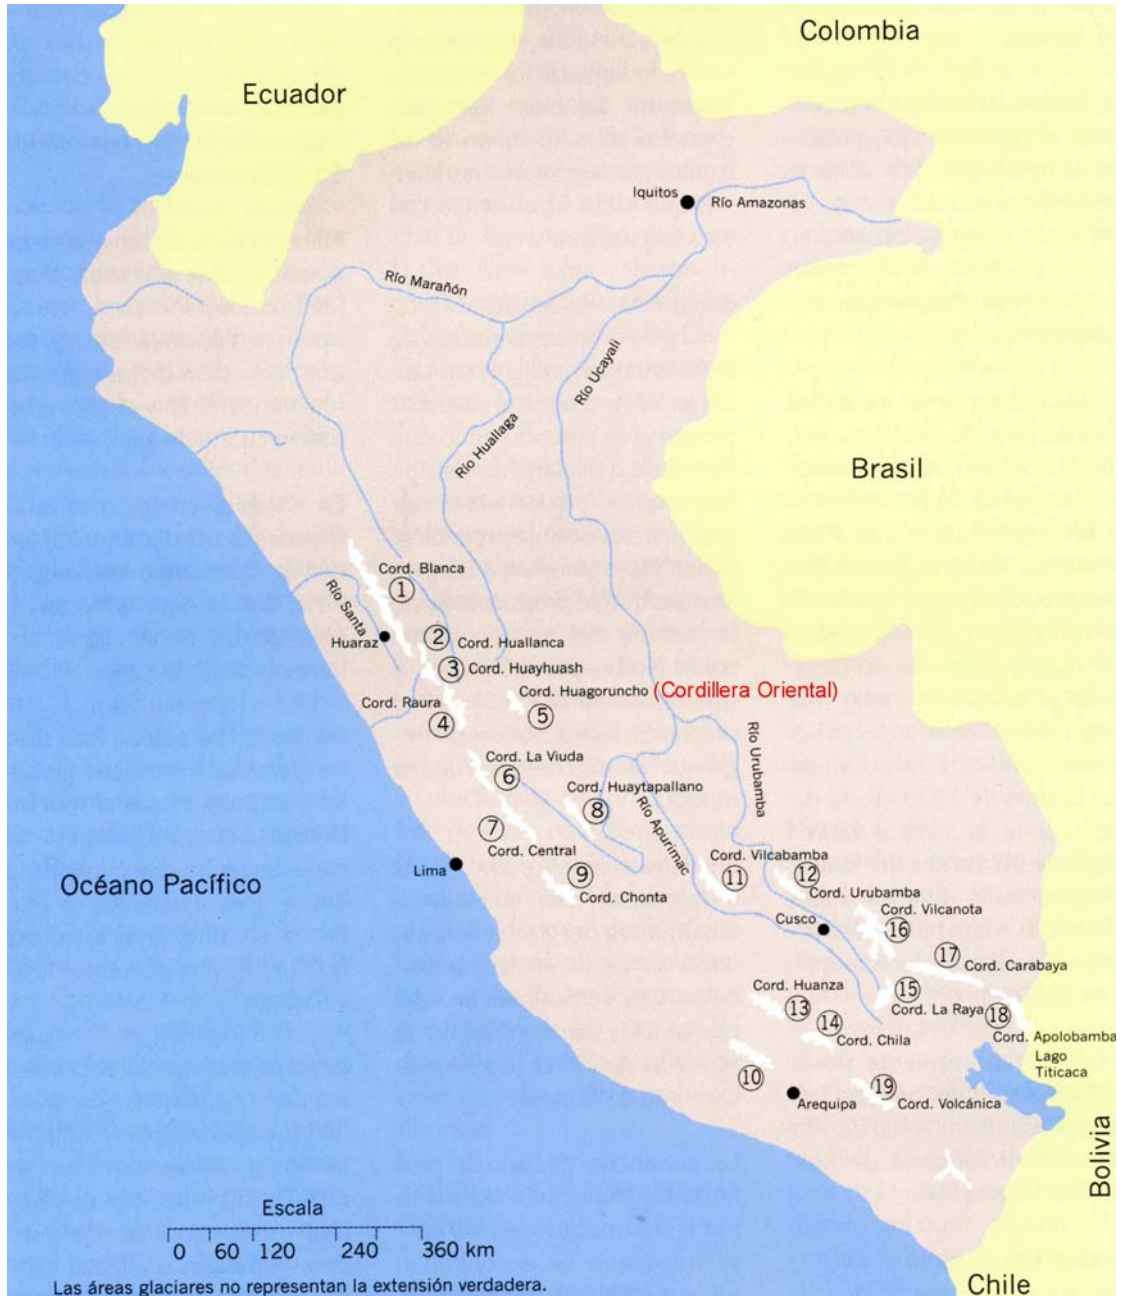 Colombia
Ecuador
Iquitos
Río Amazonas
Río Marañón
Río Ucayali
Río Huallaga
Brasil
Cord. Blanca
1
Río Santa
Huaraz
2
Cord. Huallanca
3
Cord. Huayhuash
Cord. Raura
4
Cord. Huagoruncho (Cordillera Oriental)
5
Río Urubamba
Cord. La Viuda
6
Cord. Huaytapallano
8
Río Apurimac
7
Cord. Central
Lima
9
Cord. Chonta
Océano Pacífico
Cord. Vilcabamba
11
12
Cord. Urubamba
Cord. Vilcanota
16
Cusco
17
Cord. Carabaya
Cord. Huanza
13
15
Cord. La Raya
14
Cord. Chila
18
Cord. Apolobamba
Lago
Titicaca
10
Arequipa
19
Cord. Volcánica
Bolivia
Escala
0 60 120 240 360 km
Las áreas glaciares no representan la extensión verdadera.
Chile